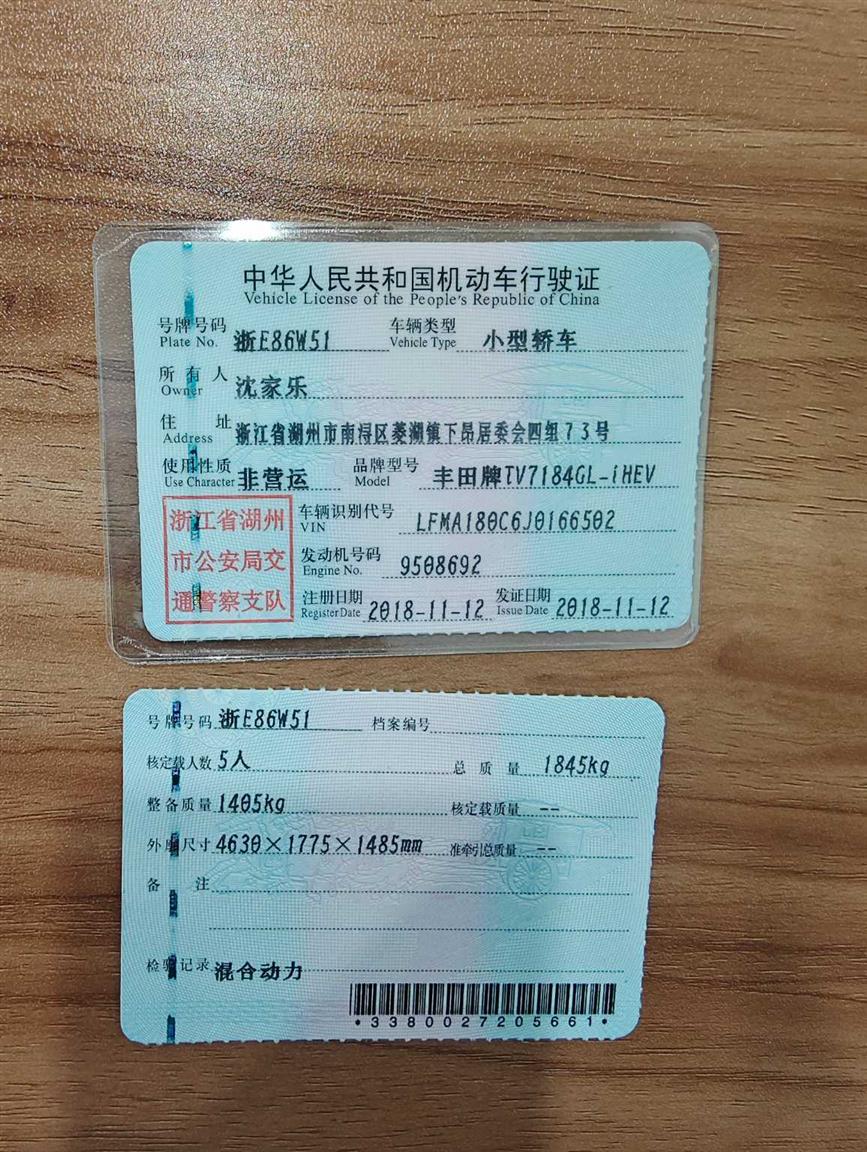 中华人民共和国机动车行驶证
Vehicle License of the People's Republic of China
号牌号码 浙E86W51 车辆类型 小型轿车
Plate No. Vehicle Type
所有人 沈家乐
Owner
住址 浙江省湖州市南浔区菱湖镇下昂居委会四组73号
Address
使用性质 非营运 品牌型号 丰田牌TV7184GL-iHEV
Use Character Model
浙江省湖州
市公安局交
通警察支队
车辆识别代号 LFMA180C6J0166502
VIN
发动机号码 9508692
Engine No.
注册日期 2018-11-12 发证日期 2018-11-12
Register Date Issue Date
号牌号码 浙E86W51 档案编号
核定载人数 5人 总质量 1845kg
整备质量 1405kg 核定载质量 --
外廓尺寸 4630×1775×1485mm 准牵引总质量 --
备注
检验记录 混合动力
*3380027205661*